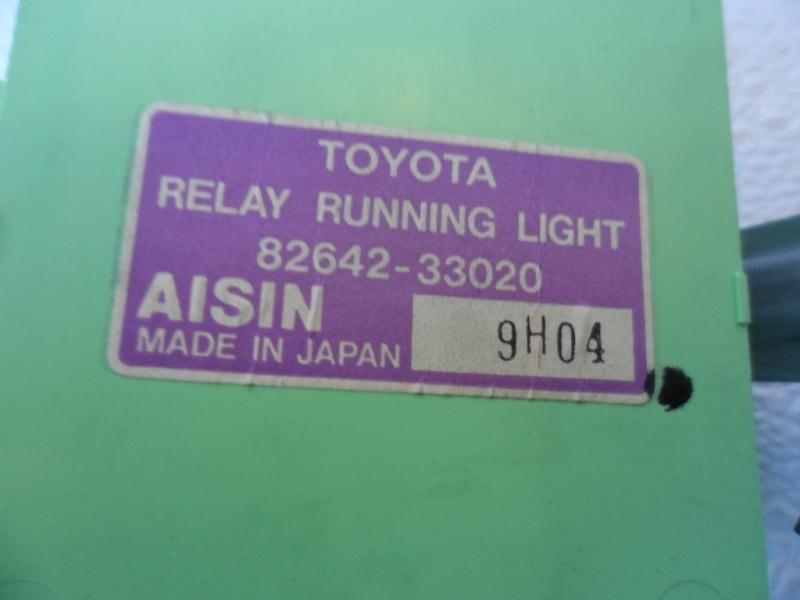 TOYOTA
RELAY RUNNING LIGHT
82642-33020
AISIN
MADE IN JAPAN
9H04